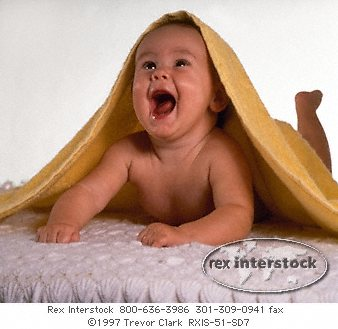 rex interstock
Rex Interstock 800-636-3986 301-309-0941 fax
©1997 Trevor Clark RXIS-51-SD7